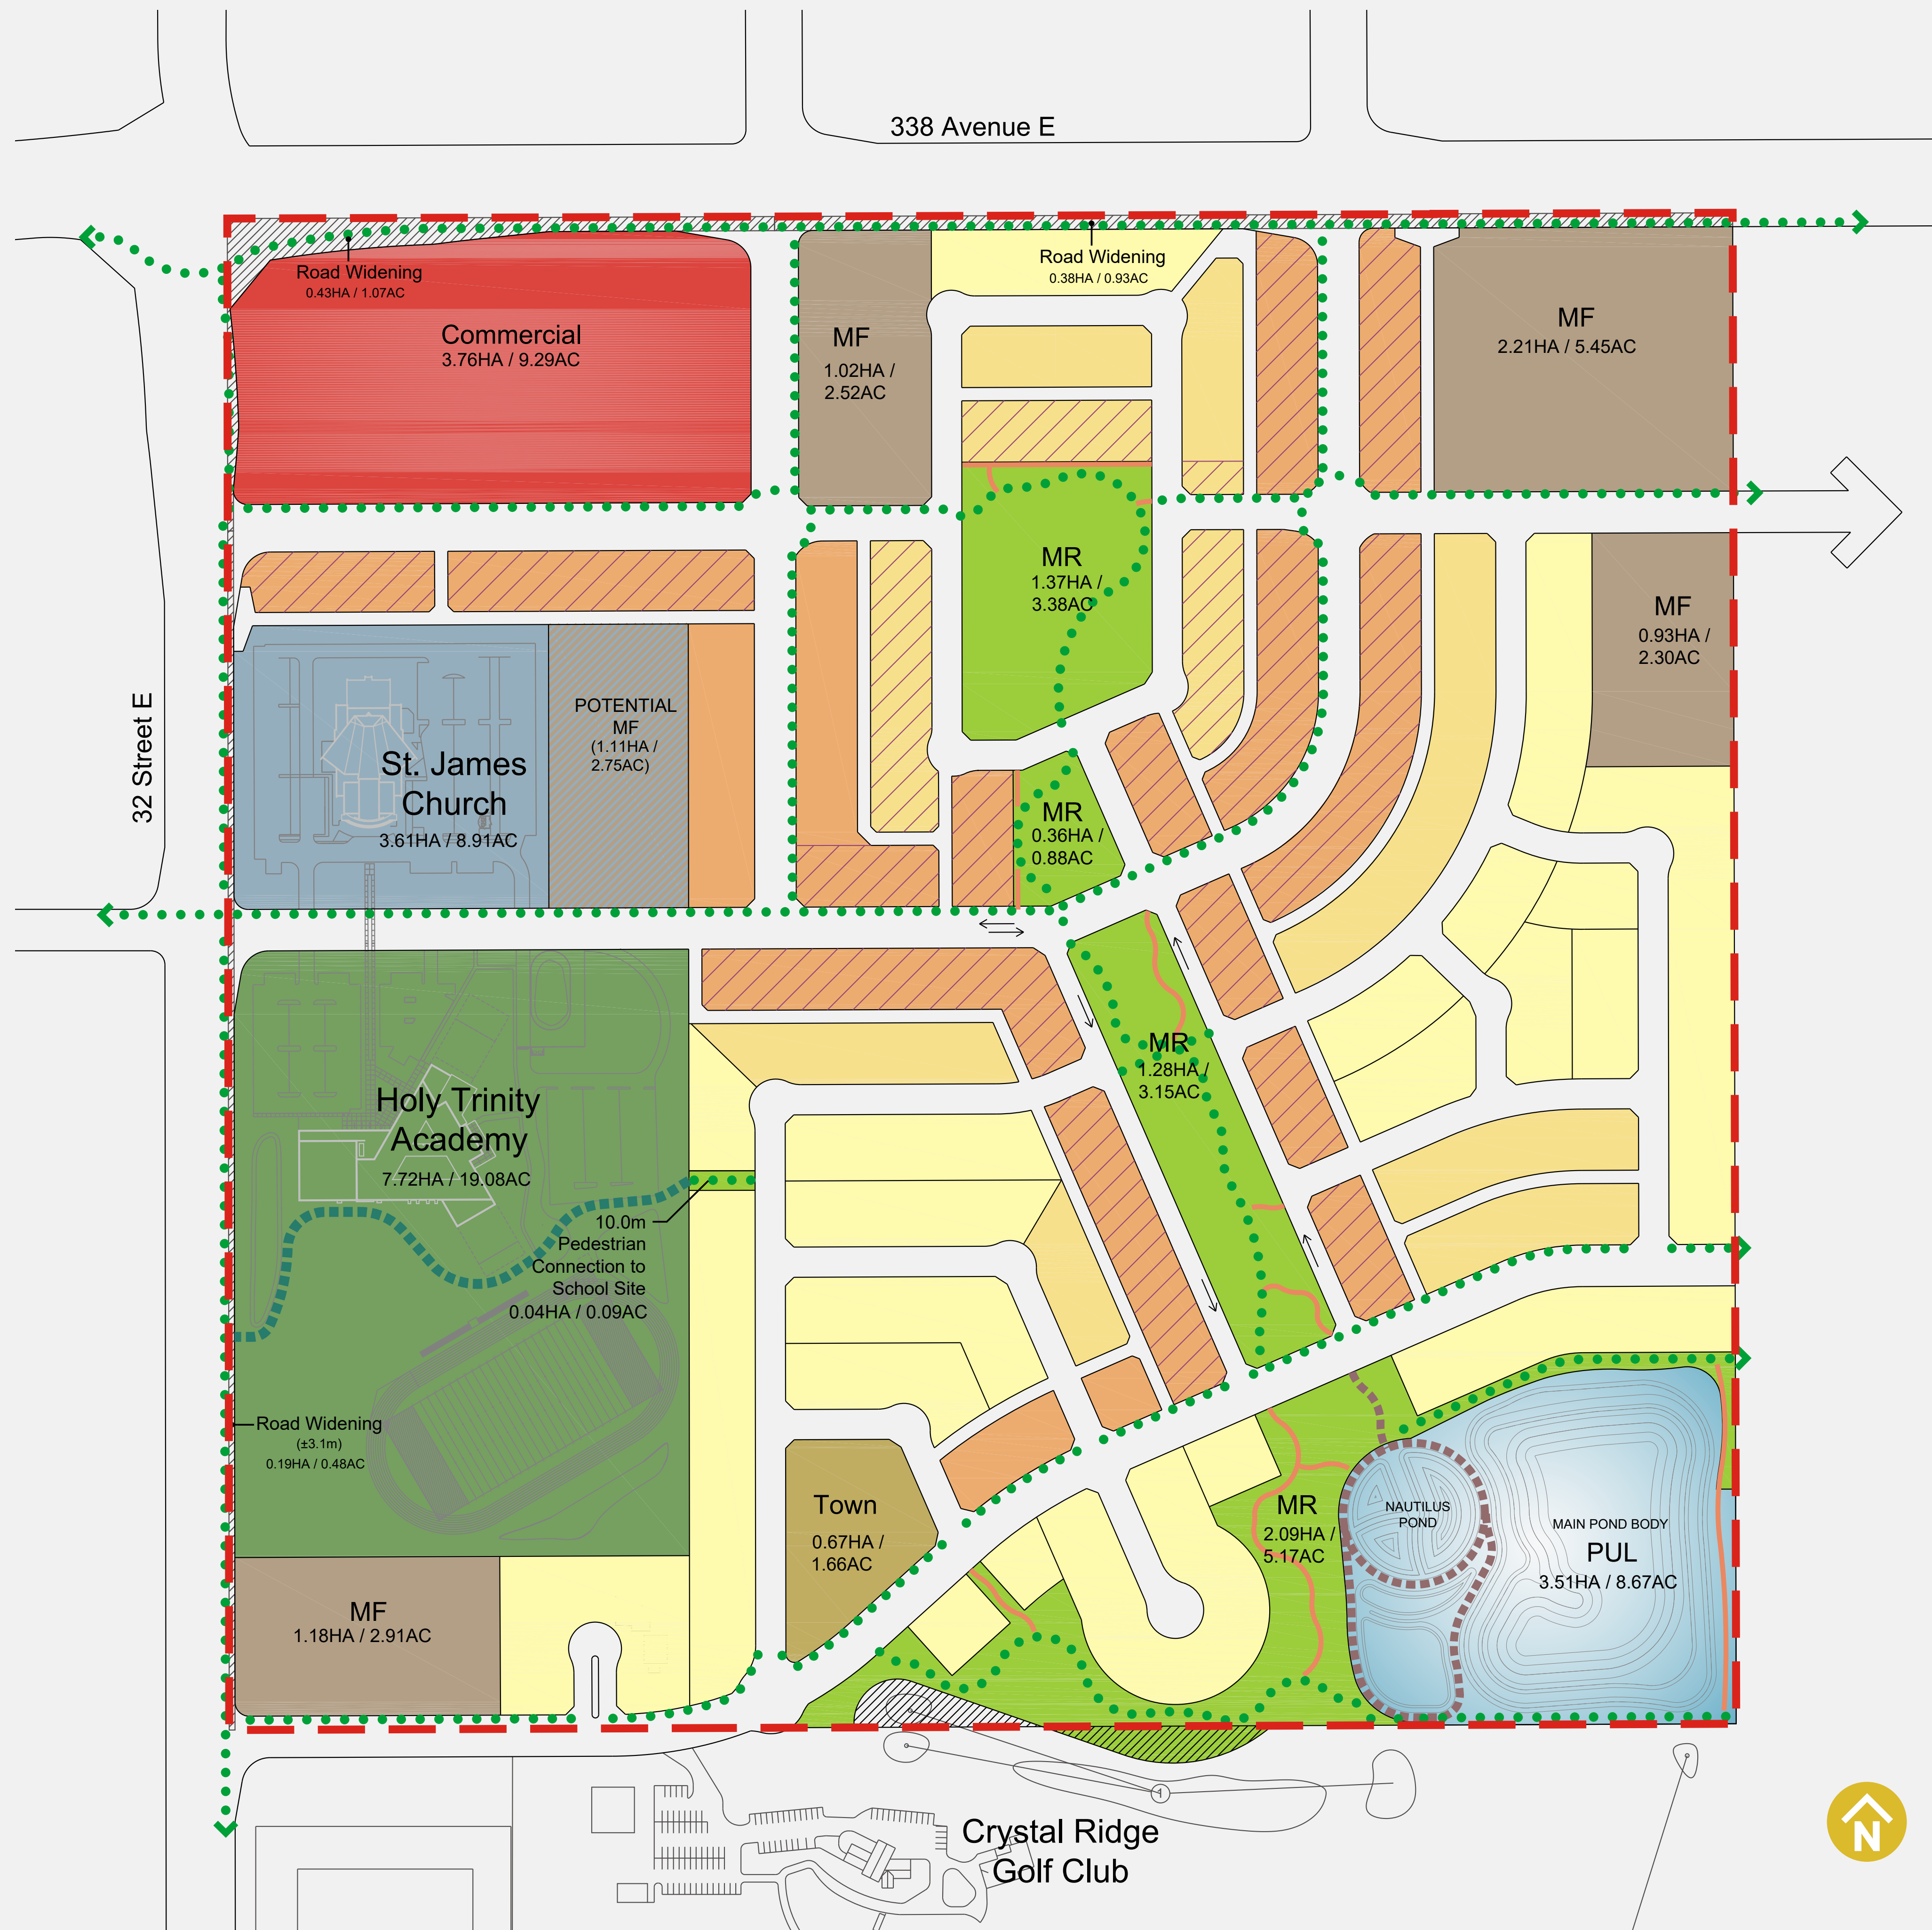 338 Avenue E
Road Widening
0.43HA / 1.07AC
Road Widening
0.38HA / 0.93AC
Commercial
3.76HA / 9.29AC
MF
1.02HA /
2.52AC
MF
2.21HA / 5.45AC
MR
1.37HA /
3.38AC
MF
0.93HA /
2.30AC
32 Street E
POTENTIAL
MF
(1.11HA /
2.75AC)
St. James
Church
3.61HA / 8.91AC
MR
0.36HA /
0.88AC
MR
1.28HA /
3.15AC
Holy Trinity
Academy
7.72HA / 19.08AC
10.0m
Pedestrian
Connection to
School Site
0.04HA / 0.09AC
Road Widening
(±3.1m)
0.19HA / 0.48AC
Town
0.67HA /
1.66AC
MR
2.09HA /
5.17AC
NAUTILUS
POND
MAIN POND BODY
PUL
3.51HA / 8.67AC
MF
1.18HA / 2.91AC
1
Crystal Ridge
Golf Club
N